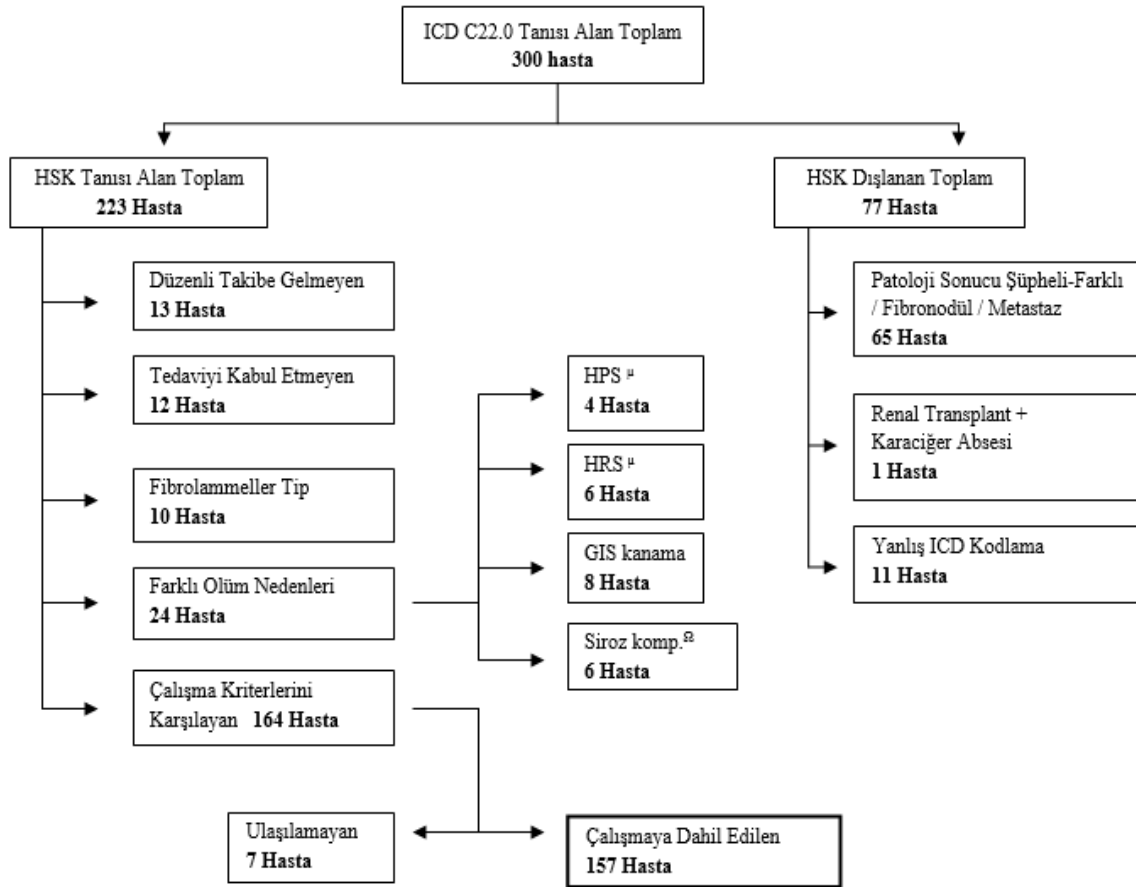 ICD C22.0 Tanısı Alan Toplam
300 hasta
HSK Tanısı Alan Toplam
223 Hasta
HSK Dışlanan Toplam
77 Hasta
Düzenli Takibe Gelmeyen
13 Hasta
Tedaviyi Kabul Etmeyen
12 Hasta
Fibrolammeller Tip
10 Hasta
Farklı Olüm Nedenleri
24 Hasta
Çalışma Kriterlerini
Karşılayan 164 Hasta
HPS µ
4 Hasta
HRS µ
6 Hasta
GIS kanama
8 Hasta
Siroz komp.Ω
6 Hasta
Patoloji Sonucu Şüpheli-Farklı
/ Fibronodül / Metastaz
65 Hasta
Renal Transplant +
Karaciğer Absesi
1 Hasta
Yanlış ICD Kodlama
11 Hasta
Ulaşılamayan
7 Hasta
Çalışmaya Dahil Edilen
157 Hasta